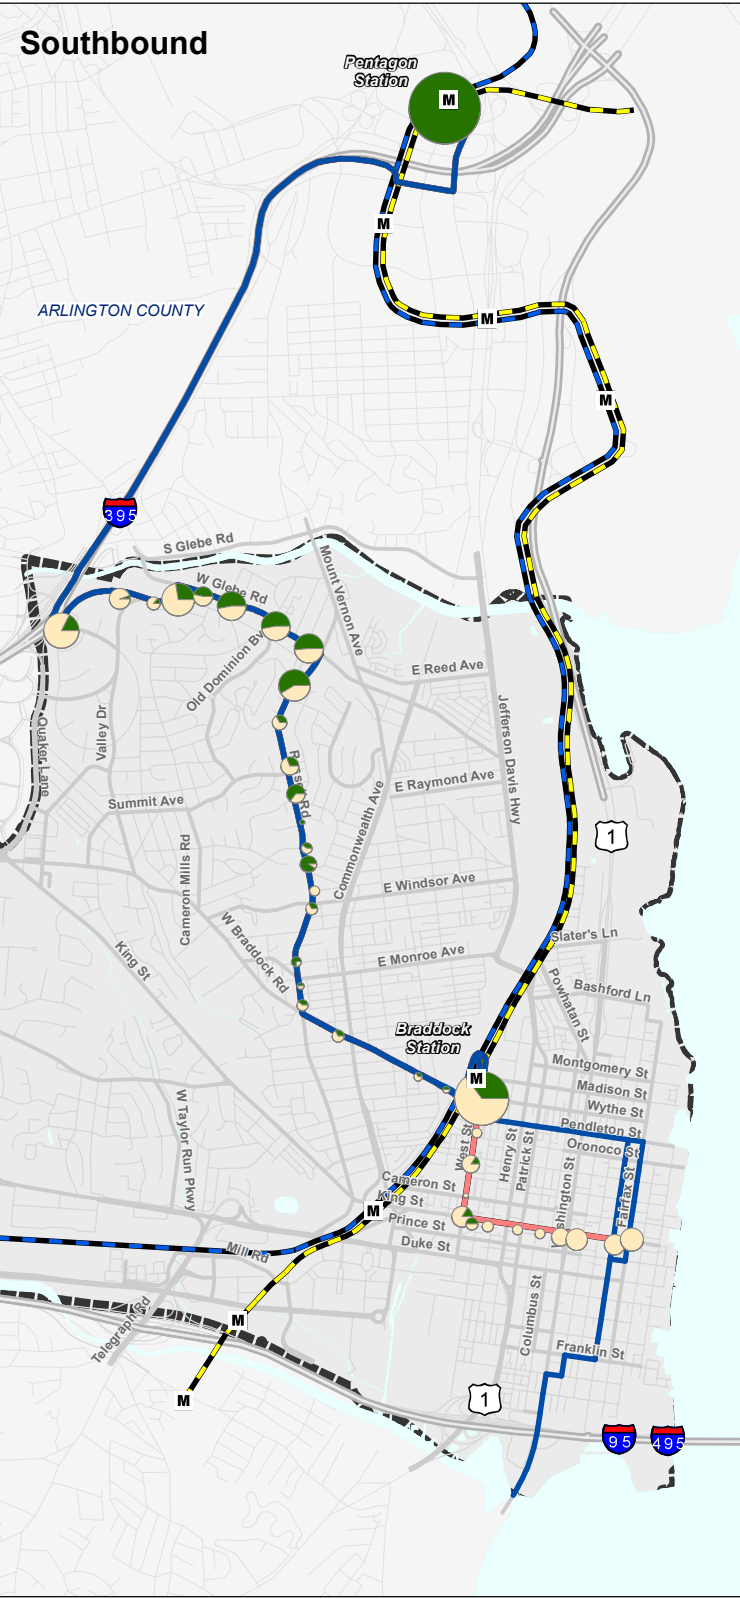 Southbound
Pentagon
Station
M
M
ARLINGTON COUNTY
M
M
395
S Glebe Rd
W Glebe Rd
Mount Vernon Ave
Old Dominion Bv
E Reed Ave
Quaker Lane
Valley Dr
Jefferson Davis Hwy
E Raymond Ave
Summit Ave
Commonwealth Ave
1
Cameron Mills Rd
E Windsor Ave
W Braddock Rd
King St
E Monroe Ave
Slater's Ln
Powhatan St
Bashford Ln
Braddock
Station
M
Montgomery St
Madison St
Wythe St
Pendleton St
Oronoco St
W Taylor Run Pkwy
West St
Henry St
Patrick St
Fairfax St
Cameron St
King St
M
Prince St
Duke St
Mill Rd
Telegraph Rd
M
Columbus St
Franklin St
M
1
95
495